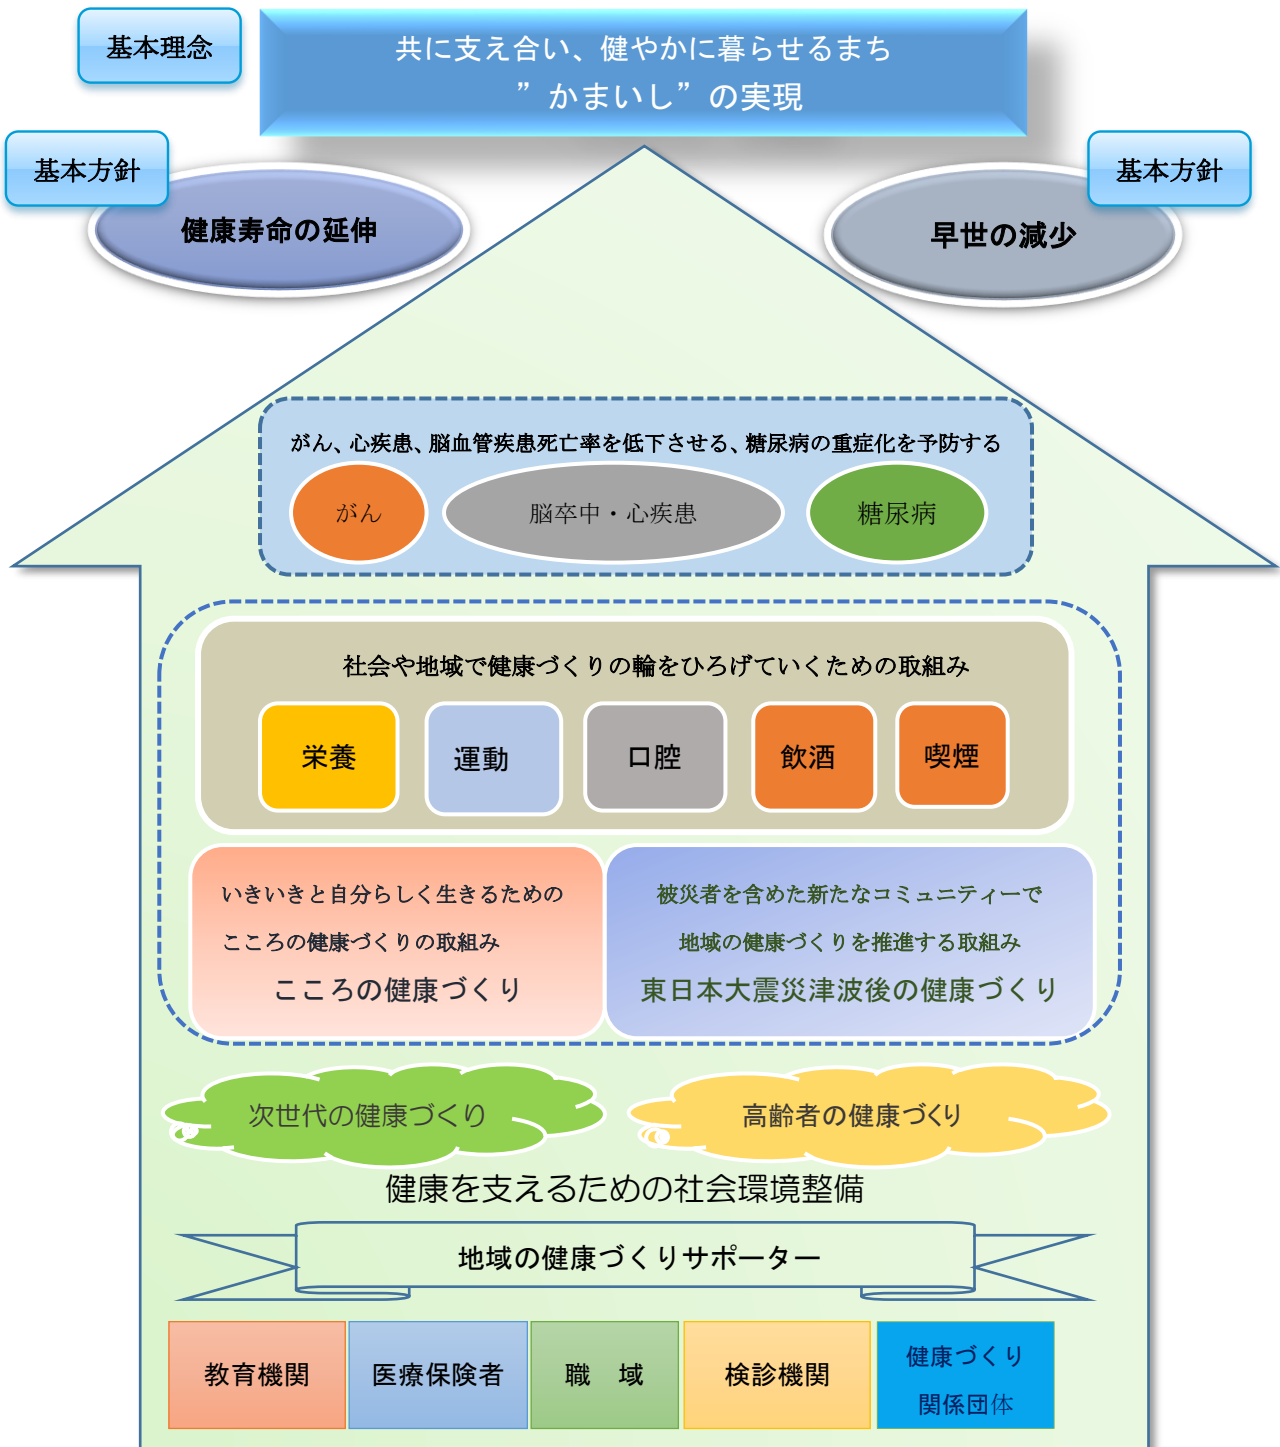 基本理念
共に支え合い、健やかに暮らせるまち
”かまいし”の実現
基本方針
基本方針
健康寿命の延伸
早世の減少
がん、心疾患、脳血管疾患死亡率を低下させる、糖尿病の重症化を予防する
がん
脳卒中・心疾患
糖尿病
社会や地域で健康づくりの輪をひろげていくための取組み
栄養
運動
口腔
飲酒
喫煙
いきいきと自分らしく生きるための
こころの健康づくりの取組み
こころの健康づくり
被災者を含めた新たなコミュニティーで
地域の健康づくりを推進する取組み
東日本大震災津波後の健康づくり
次世代の健康づくり
高齢者の健康づくり
健康を支えるための社会環境整備
地域の健康づくりサポーター
教育機関
医療保険者
職　域
検診機関
健康づくり
関係団体